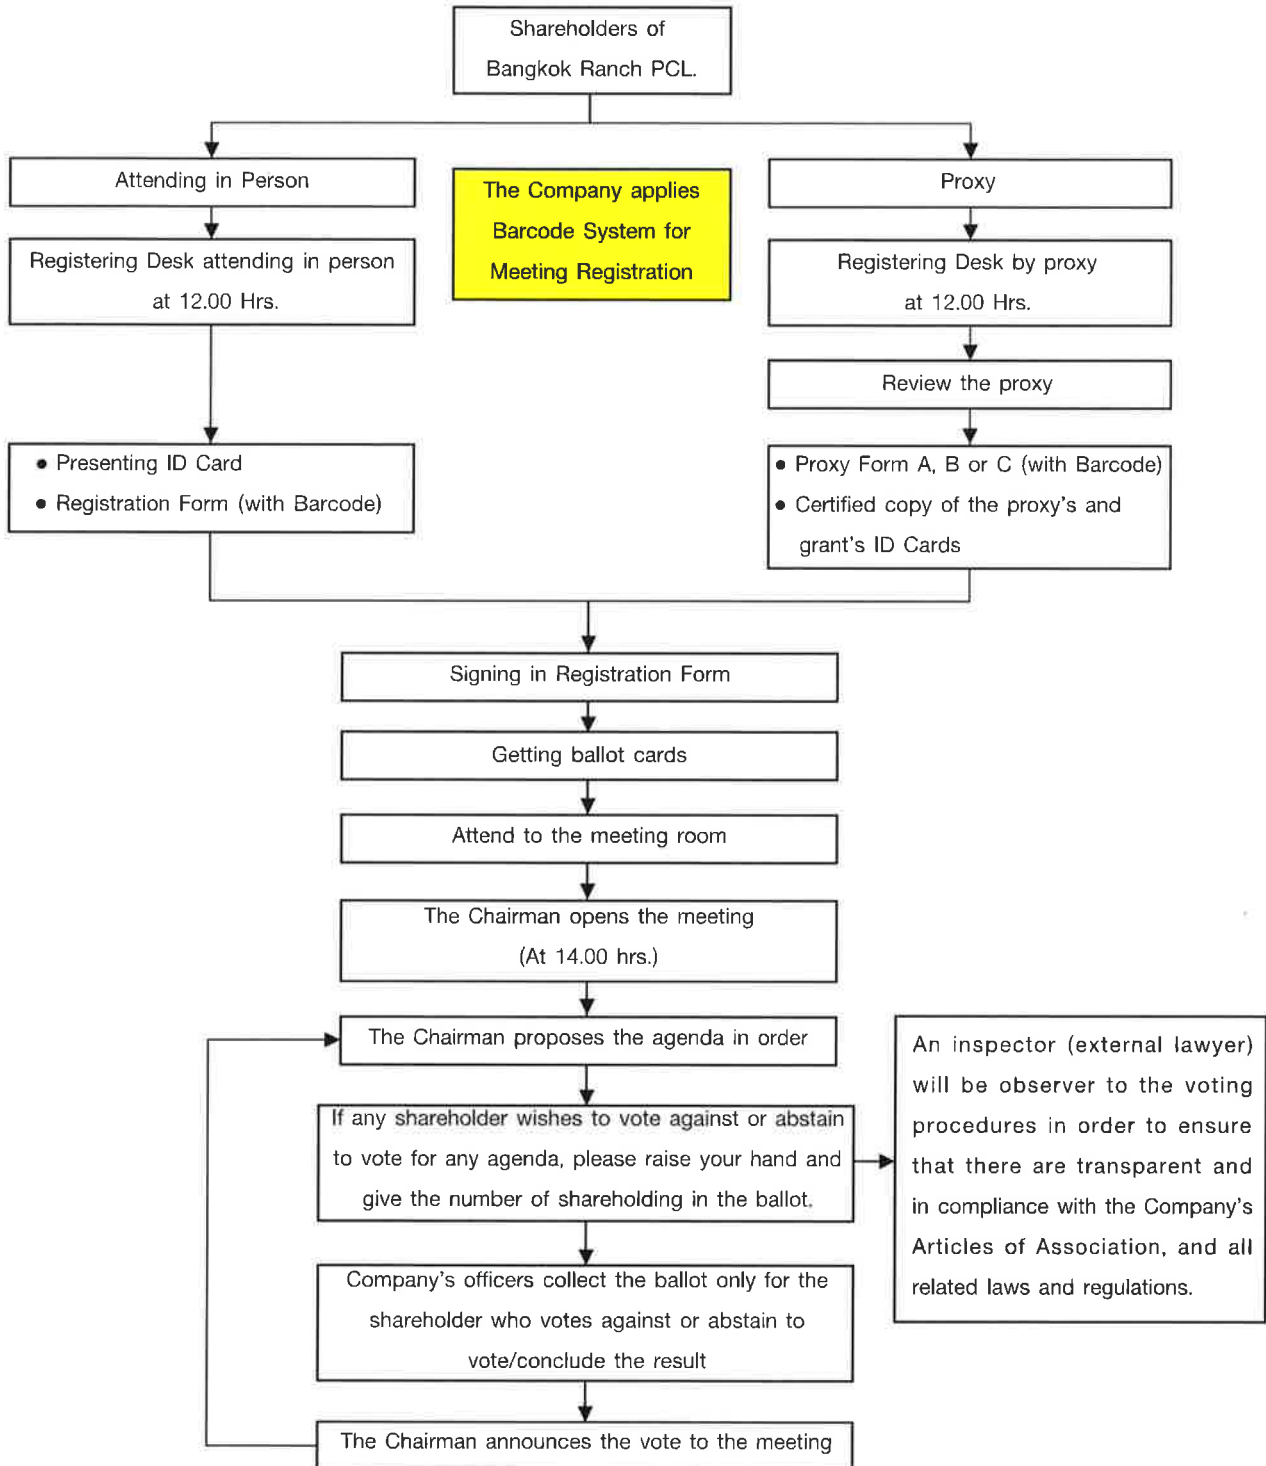 Shareholders of
Bangkok Ranch PCL.
Attending in Person
The Company applies
Barcode System for
Meeting Registration
Proxy
Registering Desk attending in person
at 12.00 Hrs.
Registering Desk by proxy
at 12.00 Hrs.
Review the proxy
• Presenting ID Card
• Registration Form (with Barcode)
• Proxy Form A, B or C (with Barcode)
• Certified copy of the proxy's and
grant's ID Cards
Signing in Registration Form
Getting ballot cards
Attend to the meeting room
The Chairman opens the meeting
(At 14.00 hrs.)
The Chairman proposes the agenda in order
If any shareholder wishes to vote against or abstain
to vote for any agenda, please raise your hand and
give the number of shareholding in the ballot.
An inspector (external lawyer)
will be observer to the voting
procedures in order to ensure
that there are transparent and
in compliance with the Company's
Articles of Association, and all
related laws and regulations.
Company's officers collect the ballot only for the
shareholder who votes against or abstain to
vote/conclude the result
The Chairman announces the vote to the meeting